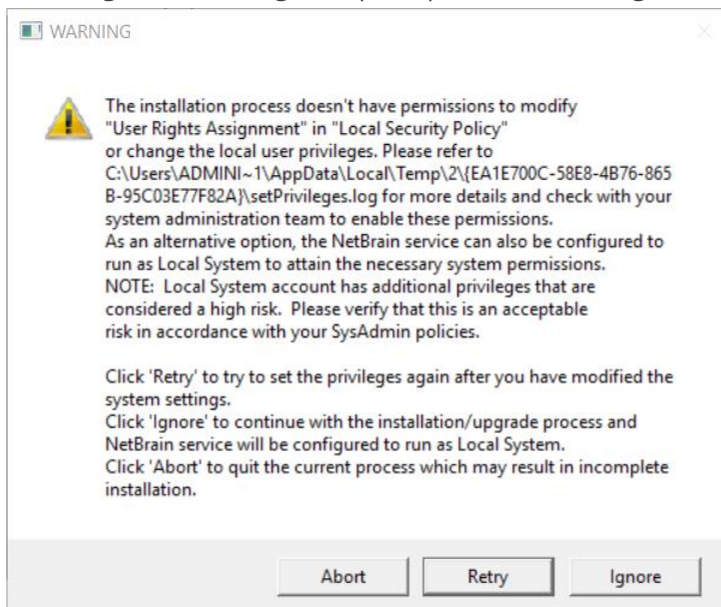 WARNING
The installation process doesn't have permissions to modify
"User Rights Assignment" in "Local Security Policy"
or change the local user privileges. Please refer to
C:\Users\ADMINI~1\AppData\Local\Temp\2\{EA1E700C-58E8-4B76-865
B-95C03E77F82A}\setPrivileges.log for more details and check with your
system administration team to enable these permissions.
As an alternative option, the NetBrain service can also be configured to
run as Local System to attain the necessary system permissions.
NOTE:  Local System account has additional privileges that are
considered a high risk.  Please verify that this is an acceptable
risk in accordance with your SysAdmin policies.
Click 'Retry' to try to set the privileges again after you have modified the
system settings.
Click 'Ignore' to continue with the installation/upgrade process and
NetBrain service will be configured to run as Local System.
Click 'Abort' to quit the current process which may result in incomplete
installation.
Abort Retry Ignore